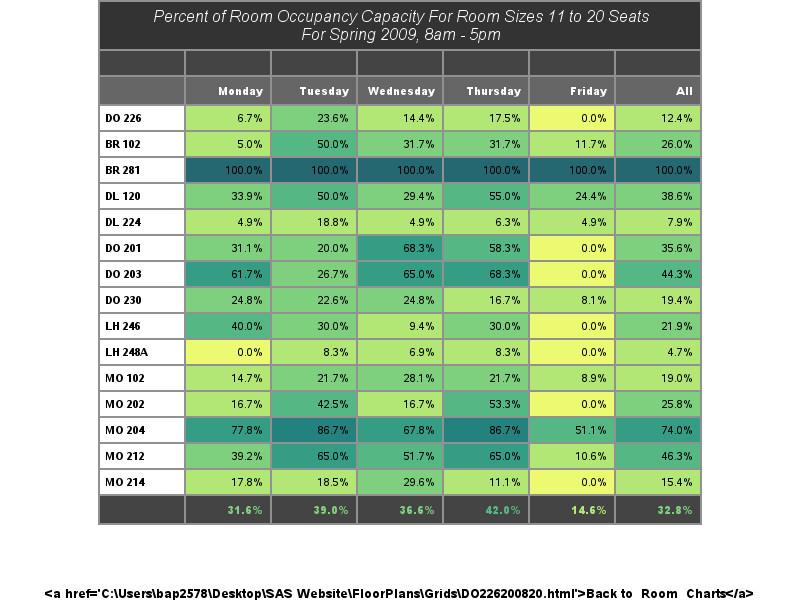 Percent of Room Occupancy Capacity For Room Sizes 11 to 20 Seats
For Spring 2009, 8am - 5pm
Monday Tuesday Wednesday Thursday Friday All
DO 226 6.7% 23.6% 14.4% 17.5% 0.0% 12.4%
BR 102 5.0% 50.0% 31.7% 31.7% 11.7% 26.0%
BR 281 100.0% 100.0% 100.0% 100.0% 100.0% 100.0%
DL 120 33.9% 50.0% 29.4% 55.0% 24.4% 38.6%
DL 224 4.9% 18.8% 4.9% 6.3% 4.9% 7.9%
DO 201 31.1% 20.0% 68.3% 58.3% 0.0% 35.6%
DO 203 61.7% 26.7% 65.0% 68.3% 0.0% 44.3%
DO 230 24.8% 22.6% 24.8% 16.7% 8.1% 19.4%
LH 246 40.0% 30.0% 9.4% 30.0% 0.0% 21.9%
LH 248A 0.0% 8.3% 6.9% 8.3% 0.0% 4.7%
MO 102 14.7% 21.7% 28.1% 21.7% 8.9% 19.0%
MO 202 16.7% 42.5% 16.7% 53.3% 0.0% 25.8%
MO 204 77.8% 86.7% 67.8% 86.7% 51.1% 74.0%
MO 212 39.2% 65.0% 51.7% 65.0% 10.6% 46.3%
MO 214 17.8% 18.5% 29.6% 11.1% 0.0% 15.4%
31.6% 39.0% 36.6% 42.0% 14.6% 32.8%
<a href='C:\Users\bap2578\Desktop\SAS Website\FloorPlans\Grids\DO226200820.html'>Back to Room Charts</a>